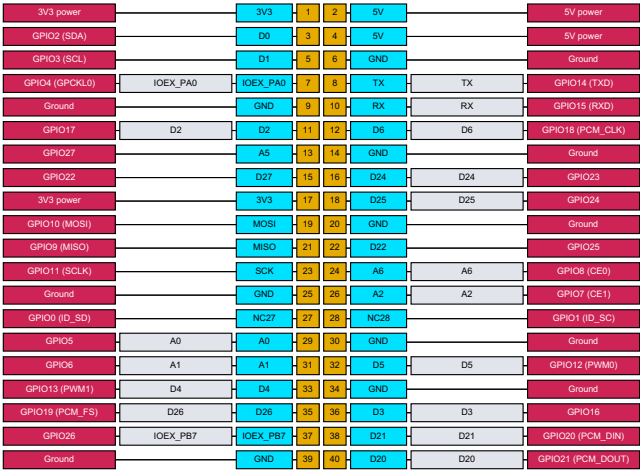 3V3 power 3V3 1 2 5V 5V power
GPIO2 (SDA) D0 3 4 5V 5V power
GPIO3 (SCL) D1 5 6 GND Ground
GPIO4 (GPCKL0) IOEX_PA0 IOEX_PA0 7 8 TX TX GPIO14 (TXD)
Ground GND 9 10 RX RX GPIO15 (RXD)
GPIO17 D2 D2 11 12 D6 D6 GPIO18 (PCM_CLK)
GPIO27 A5 13 14 GND Ground
GPIO22 D27 15 16 D24 D24 GPIO23
3V3 power 3V3 17 18 D25 D25 GPIO24
GPIO10 (MOSI) MOSI 19 20 GND Ground
GPIO9 (MISO) MISO 21 22 D22 GPIO25
GPIO11 (SCLK) SCK 23 24 A6 A6 GPIO8 (CE0)
Ground GND 25 26 A2 A2 GPIO7 (CE1)
GPIO0 (ID_SD) NC27 27 28 NC28 GPIO1 (ID_SC)
GPIO5 A0 A0 29 30 GND Ground
GPIO6 A1 A1 31 32 D5 D5 GPIO12 (PWM0)
GPIO13 (PWM1) D4 D4 33 34 GND Ground
GPIO19 (PCM_FS) D26 D26 35 36 D3 D3 GPIO16
GPIO26 IOEX_PB7 IOEX_PB7 37 38 D21 D21 GPIO20 (PCM_DIN)
Ground GND 39 40 D20 D20 GPIO21 (PCM_DOUT)